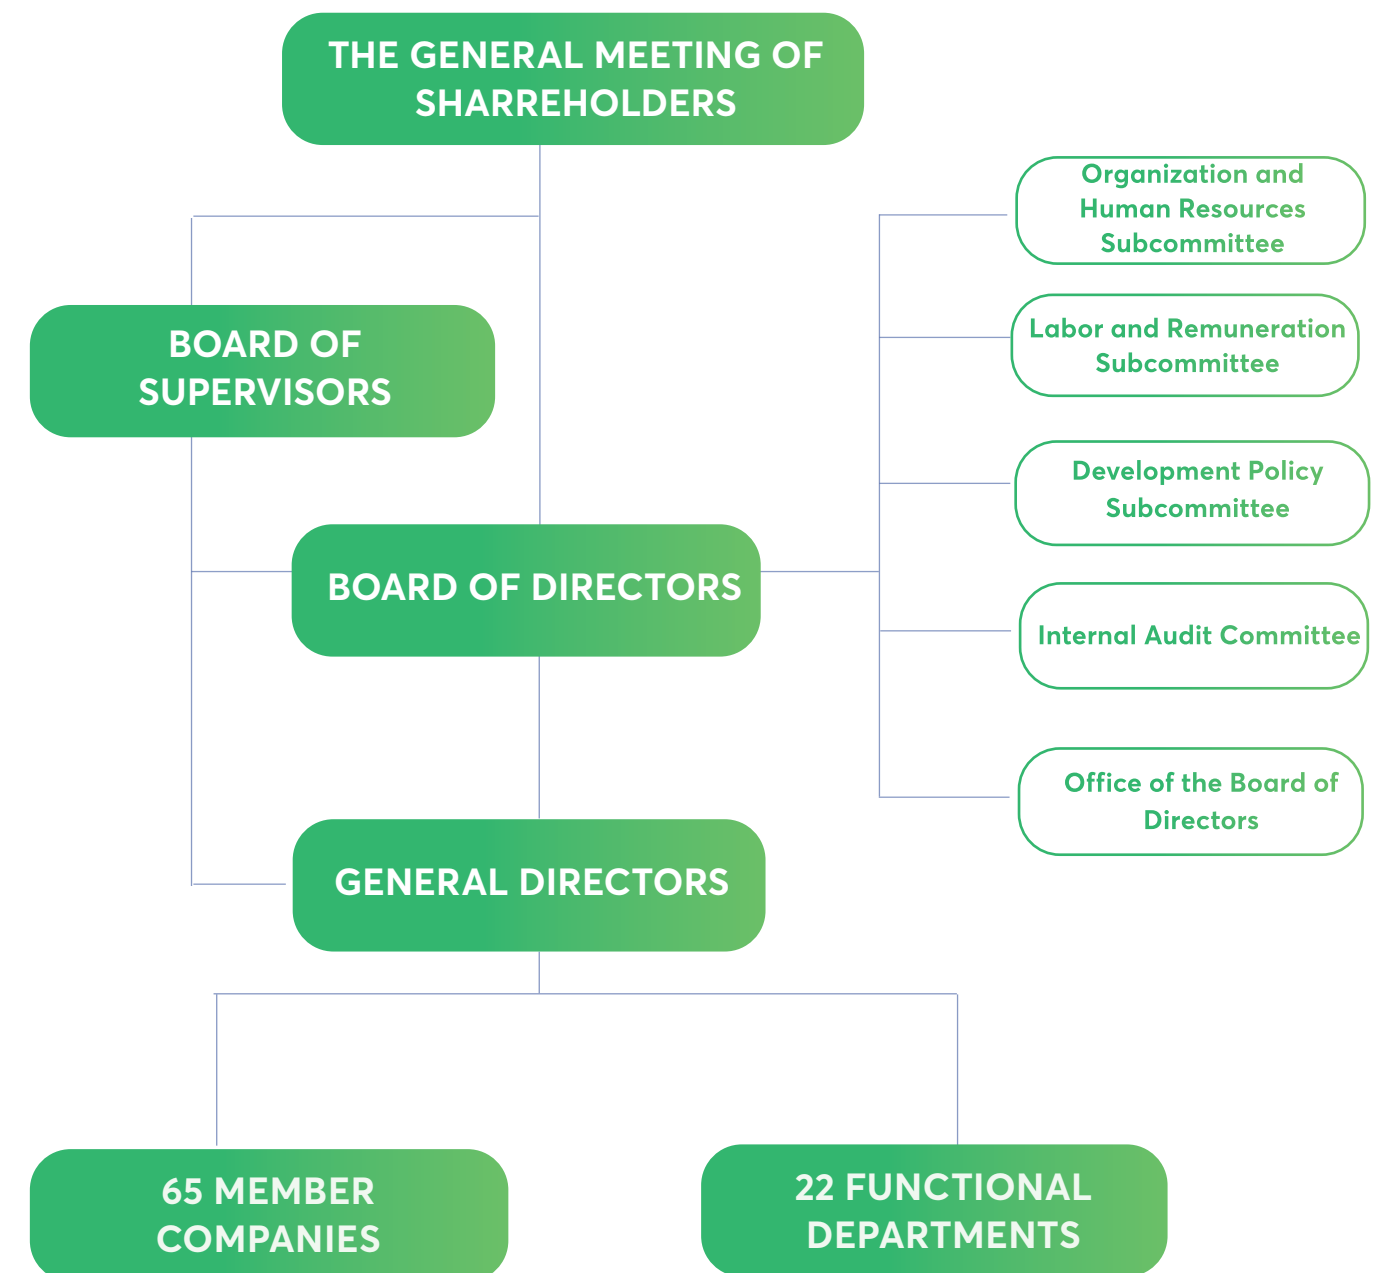 THE GENERAL MEETING OF
SHARREHOLDERS
Organization and
Human Resources
Subcommittee
Labor and Remuneration
Subcommittee
BOARD OF
SUPERVISORS
Development Policy
Subcommittee
BOARD OF DIRECTORS
Internal Audit Committee
Office of the Board of
Directors
GENERAL DIRECTORS
65 MEMBER
COMPANIES
22 FUNCTIONAL
DEPARTMENTS